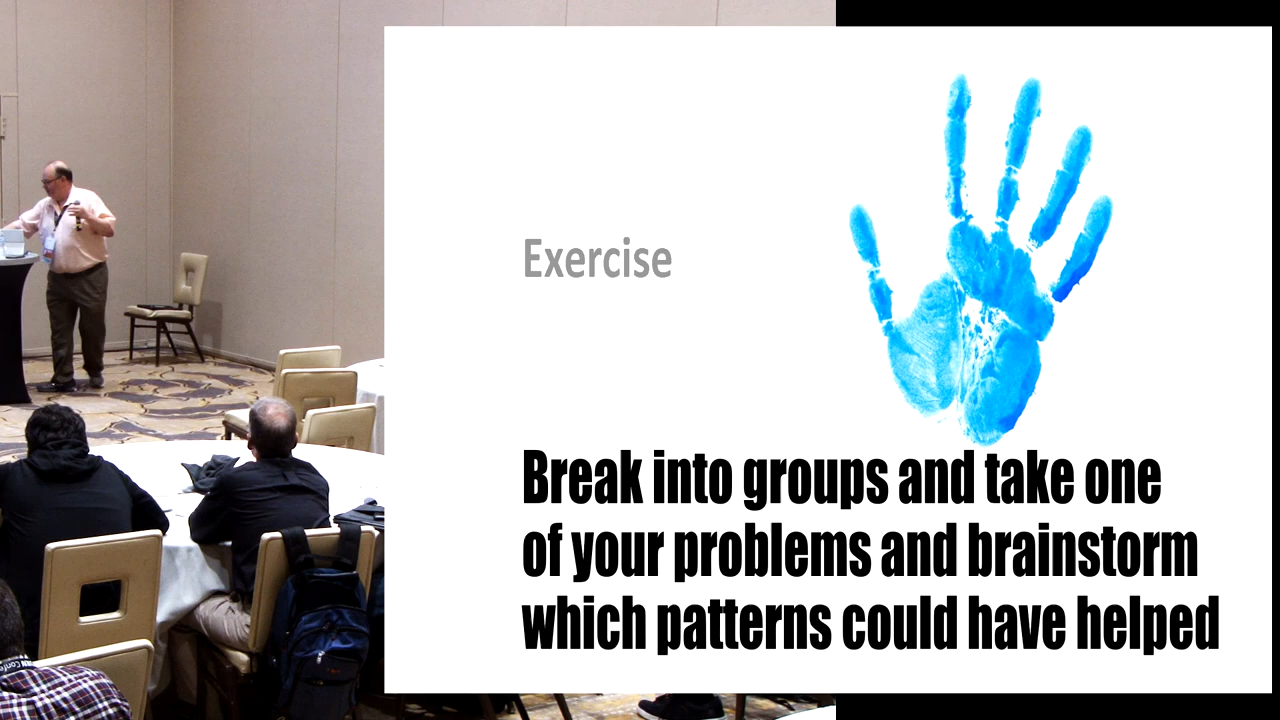 Exercise
Break into groups and take one
of your problems and brainstorm
which patterns could have helped